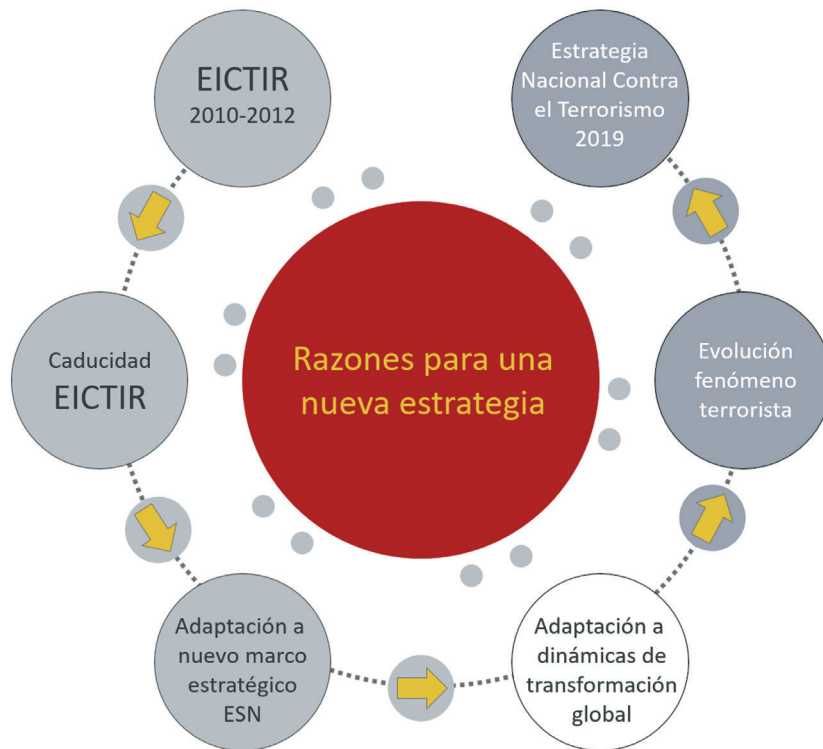 EICTIR
2010-2012
Caducidad
EICTIR
Adaptación a
nuevo marco
estratégico
ESN
Adaptación a
dinámicas de
transformación
global
Evolución
fenómeno
terrorista
Estrategia
Nacional Contra
el Terrorismo
2019
Razones para una
nueva estrategia